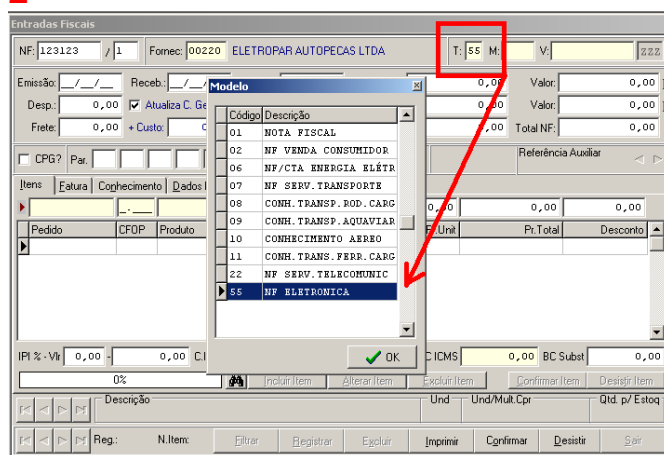 Entradas Fiscais
NF: 123123 / 1 Fornec: 00220 ELETROPAR AUTOPECAS LTDA T: 55 M: V: ZZZ
Emissão: __/__/__ Receb.: __/__/ 0,00 Valor: 0,00
Desp.: 0,00 Atualiza C. Ge 0,00 Valor: 0,00
Frete: 0,00 + Custo: 0,00 Total NF: 0,00
CPG? Par. Referência Auxiliar
Itens Fatura Conhecimento Dados
_.___ 0,00 0,00 0,00
Pedido CFOP Produto Pr.Unit Pr.Total Desconto
Modelo
Código Descrição
01 NOTA FISCAL
02 NF VENDA CONSUMIDOR
06 NF/CTA ENERGIA ELÉTR
07 NF SERV.TRANSPORTE
08 CONH.TRANSP.ROD.CARG
09 CONH.TRANSP.AQUAVIAR
10 CONHECIMENTO AEREO
11 CONH.TRANS.FERR.CARG
22 NF SERV.TELECOMUNIC
55 NF ELETRONICA
OK
IPI % - Vlr 0,00 - 0,00 C.I C ICMS 0,00 BC Subst 0,00
0% Incluir Item Alterar Item Excluir Item Confirmar Item Desistir Item
Descrição Und Und/Mult.Cpr Qtd. p/ Estoq
Reg.: N.Item: Filtrar Registrar Excluir Imprimir Confirmar Desistir Sair